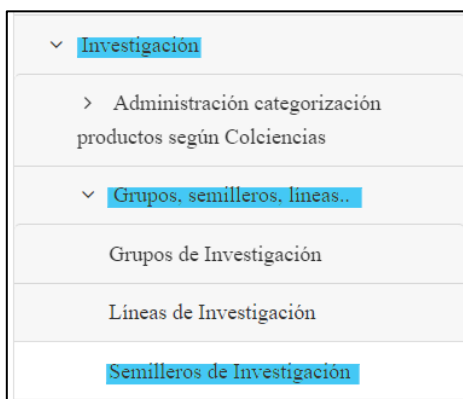 Investigación
Administración categorización
productos según Colciencias
Grupos, semilleros, líneas..
Grupos de Investigación
Líneas de Investigación
Semilleros de Investigación